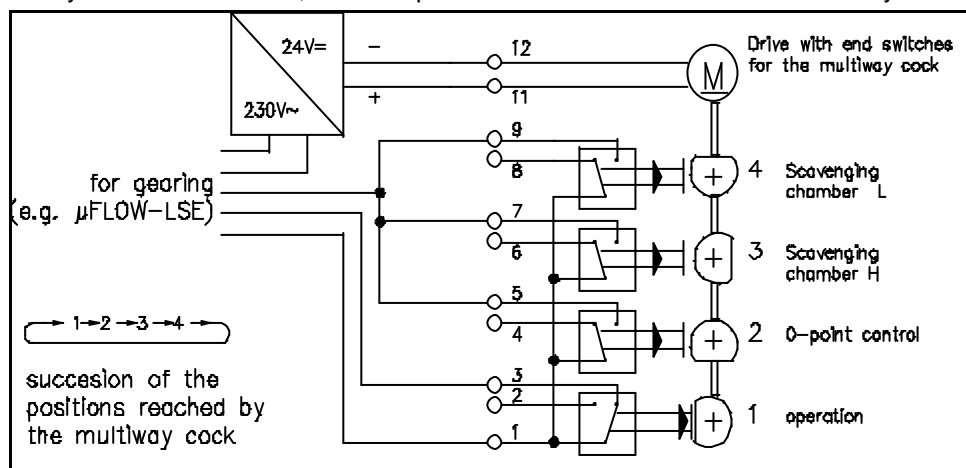 24V=
−
12
Drive with end switches
for the multiway cock
M
230V~
+
11
9
8
4 Scavenging
chamber L
for gearing
(e.g. µFLOW-LSE)
7
6
3 Scavenging
chamber H
5
4
2 0-point control
1→2→3→4→
succesion of the
positions reached by
the multiway cock
3
2
1
1 operation